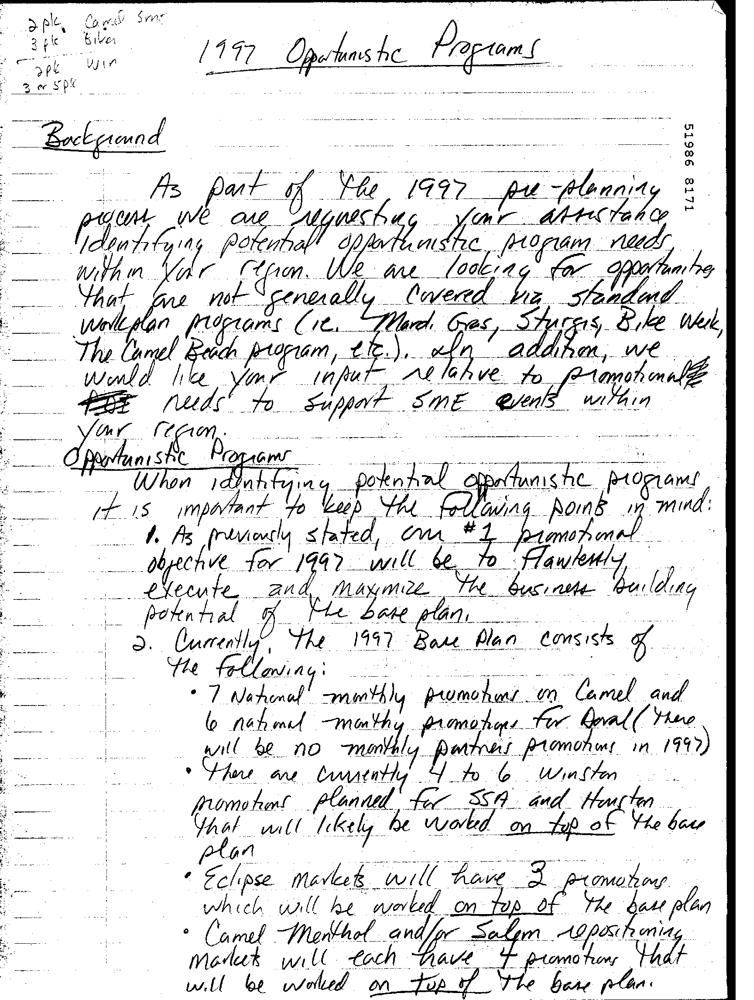 2 pk. Camel Sme
3 pk Biker
2pk Win
3 or 5pk
1997 Opportunistic Programs
51986 8171
Background
As part of the 1997 pre-planning
process we are requesting your assistance
identifying potential opportunistic program needs
within your region. We are looking for opportunities
that are not generally covered via standard
workplan programs (ie. Mardi Gras, Sturgis, Bike Week,
The Camel Beach program, etc.). In addition, we
would like your input relative to promotional
needs to support SME events within
your region.
Opportunistic Programs
When identifying potential opportunistic programs
it is important to keep the following points in mind:
1. As previously stated, our #1 promotional
objective for 1997 will be to flawlessly
execute and maximize the business building
potential of the base plan.
2. Currently, the 1997 Base Plan consists of
the following:
• 7 National monthly promotions on Camel and
6 national monthy promotions for Doral (there
will be no monthly partners promotions in 1997)
• There are currently 4 to 6 Winston
promotions planned for SSA and Houston
that will likely be worked on top of the base
plan
• Eclipse markets will have 3 promotions
which will be worked on top of the base plan
• Camel Menthol and/or Salem repositioning
markets will each have 4 promotions that
will be worked on top of the base plan.